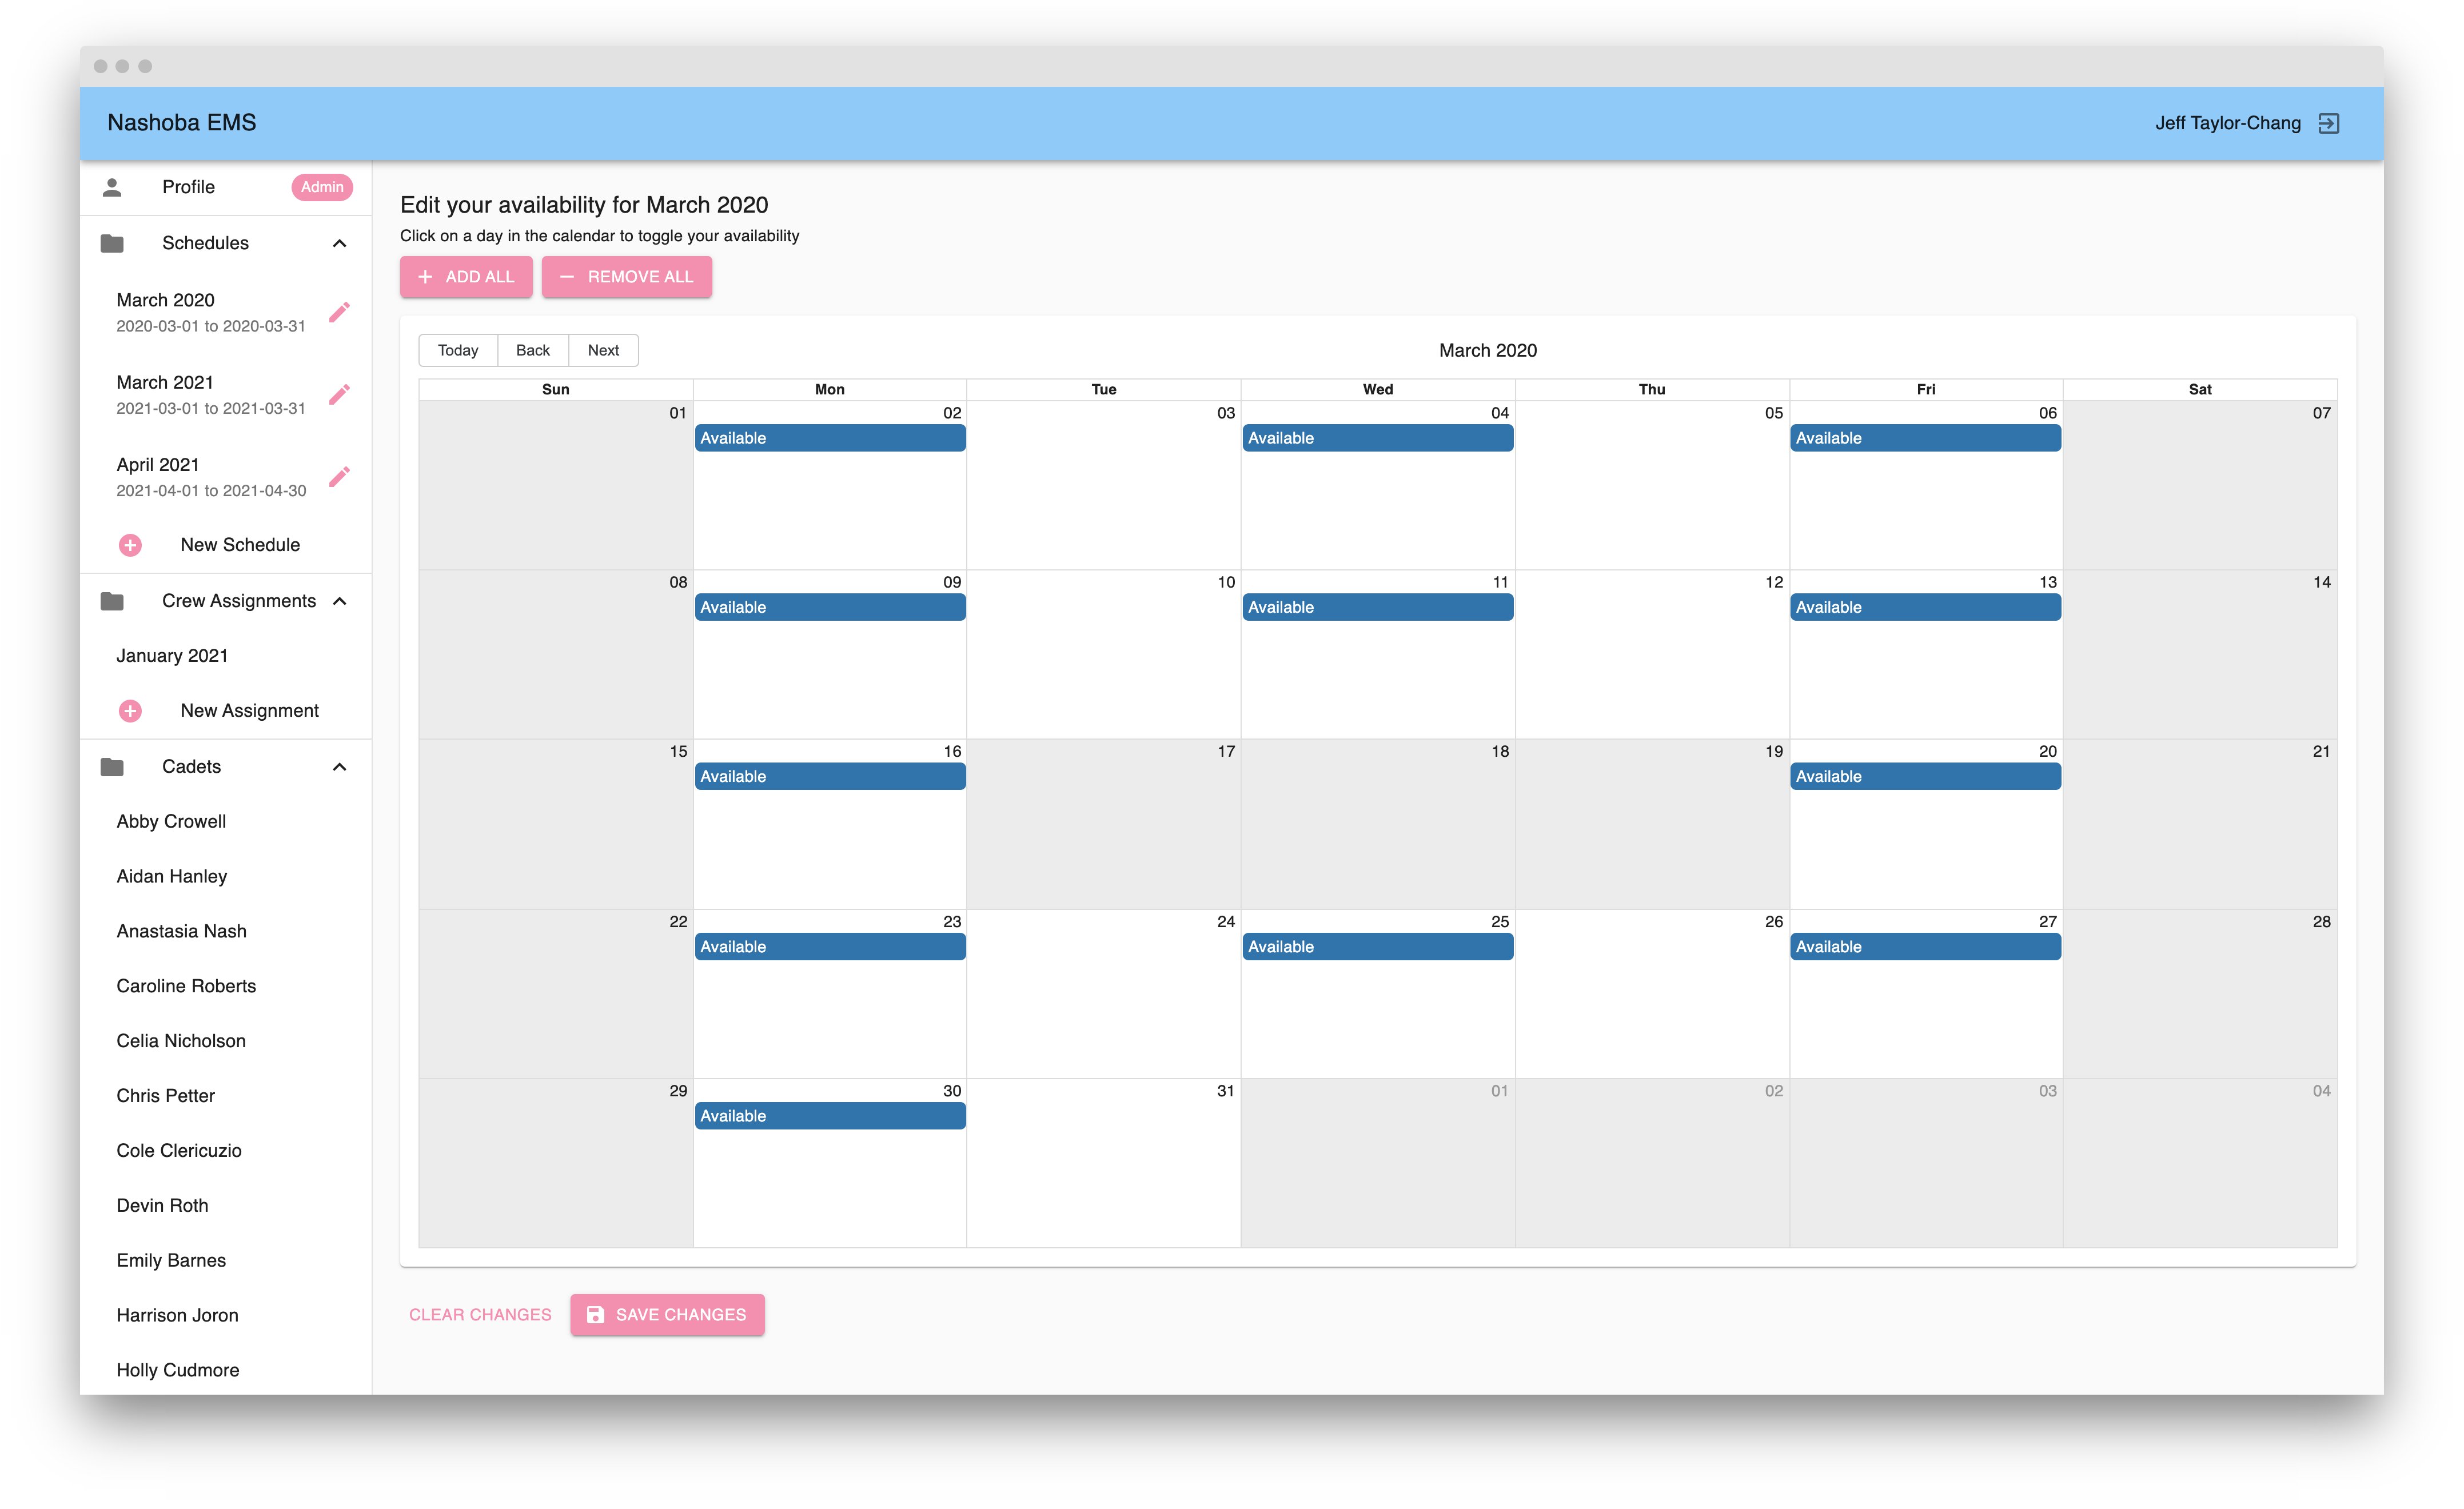 Nashoba EMS
Jeff Taylor-Chang
Profile
Admin
Schedules
March 2020
2020-03-01 to 2020-03-31
March 2021
2021-03-01 to 2021-03-31
April 2021
2021-04-01 to 2021-04-30
New Schedule
Crew Assignments
January 2021
New Assignment
Cadets
Abby Crowell
Aidan Hanley
Anastasia Nash
Caroline Roberts
Celia Nicholson
Chris Petter
Cole Clericuzio
Devin Roth
Emily Barnes
Harrison Joron
Holly Cudmore
Edit your availability for March 2020
Click on a day in the calendar to toggle your availability
ADD ALL REMOVE ALL
Today Back Next
March 2020
Sun Mon Tue Wed Thu Fri Sat
01 02 03 04 05 06 07
Available Available Available
08 09 10 11 12 13 14
Available Available Available
15 16 17 18 19 20 21
Available Available
22 23 24 25 26 27 28
Available Available Available
29 30 31 01 02 03 04
Available
CLEAR CHANGES SAVE CHANGES